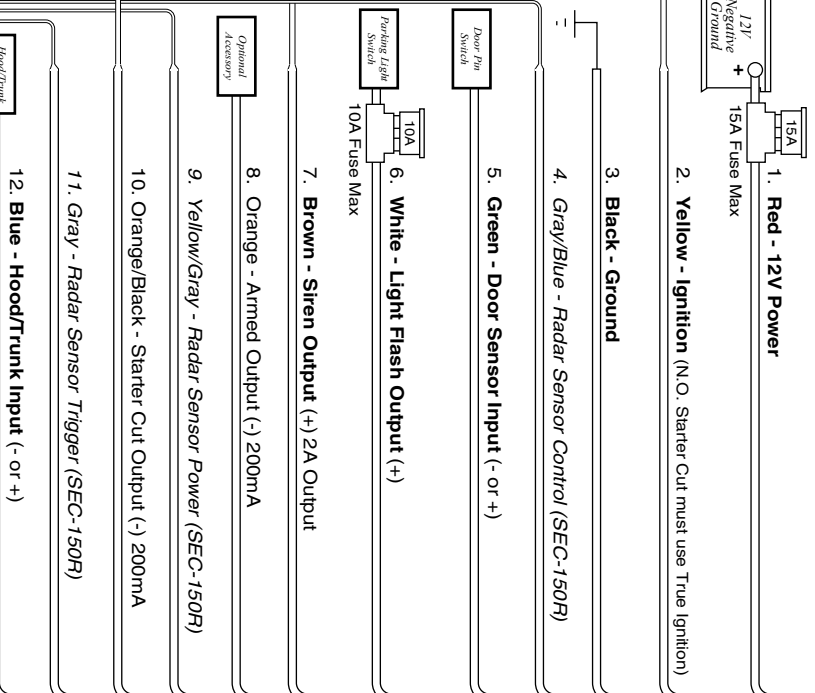 12V
Negative
Ground
+
15A
15A Fuse Max
1. Red - 12V Power
2. Yellow - Ignition (N.O. Starter Cut must use True Ignition)
3. Black - Ground
4. Gray/Blue - Radar Sensor Control (SEC-150R)
Door Pin
Switch
5. Green - Door Sensor Input (- or +)
Parking Light
Switch
10A
10A Fuse Max
6. White - Light Flash Output (+)
7. Brown - Siren Output (+) 2A Output
Optional
Accessory
8. Orange - Armed Output (-) 200mA
9. Yellow/Gray - Radar Sensor Power (SEC-150R)
10. Orange/Black - Starter Cut Output (-) 200mA
11. Gray - Radar Sensor Trigger (SEC-150R)
Hood/Trunk
12. Blue - Hood/Trunk Input (- or +)